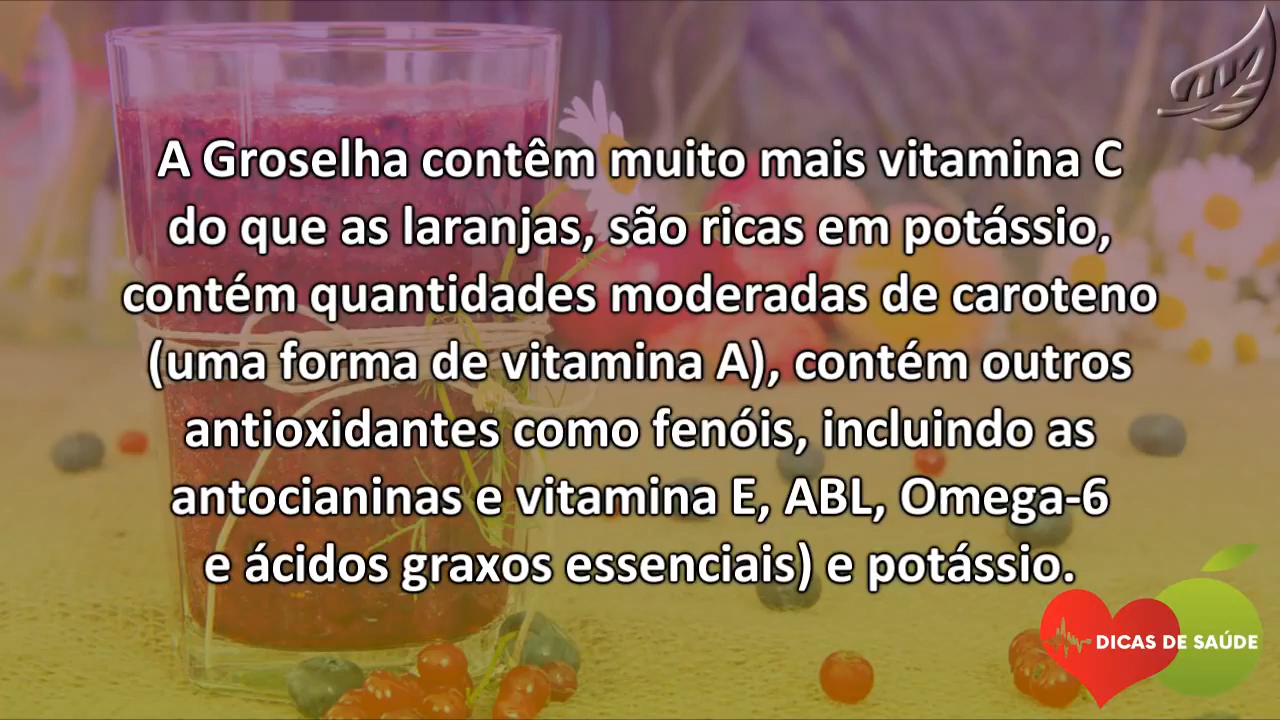 A Groselha contêm muito mais vitamina C
do que as laranjas, são ricas em potássio,
contém quantidades moderadas de caroteno
(uma forma de vitamina A), contém outros
antioxidantes como fenóis, incluindo as
antocianinas e vitamina E, ABL, Omega-6
e ácidos graxos essenciais) e potássio.
DICAS DE SAÚDE